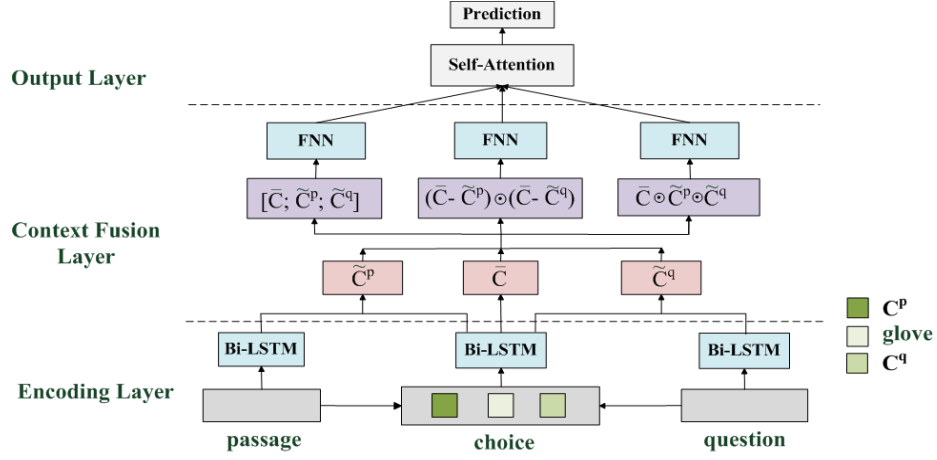 Prediction
Self-Attention
Output Layer
FNN FNN FNN
[C̄; C̃ᵖ; C̃^q] (C̄- C̃ᵖ)⊙(C̄- C̃^q) C̄⊙C̃ᵖ⊙C̃^q
Context Fusion
Layer
C̃ᵖ C̄ C̃^q
Bi-LSTM Bi-LSTM Bi-LSTM
Encoding Layer
passage choice question
Cᵖ
glove
C^q